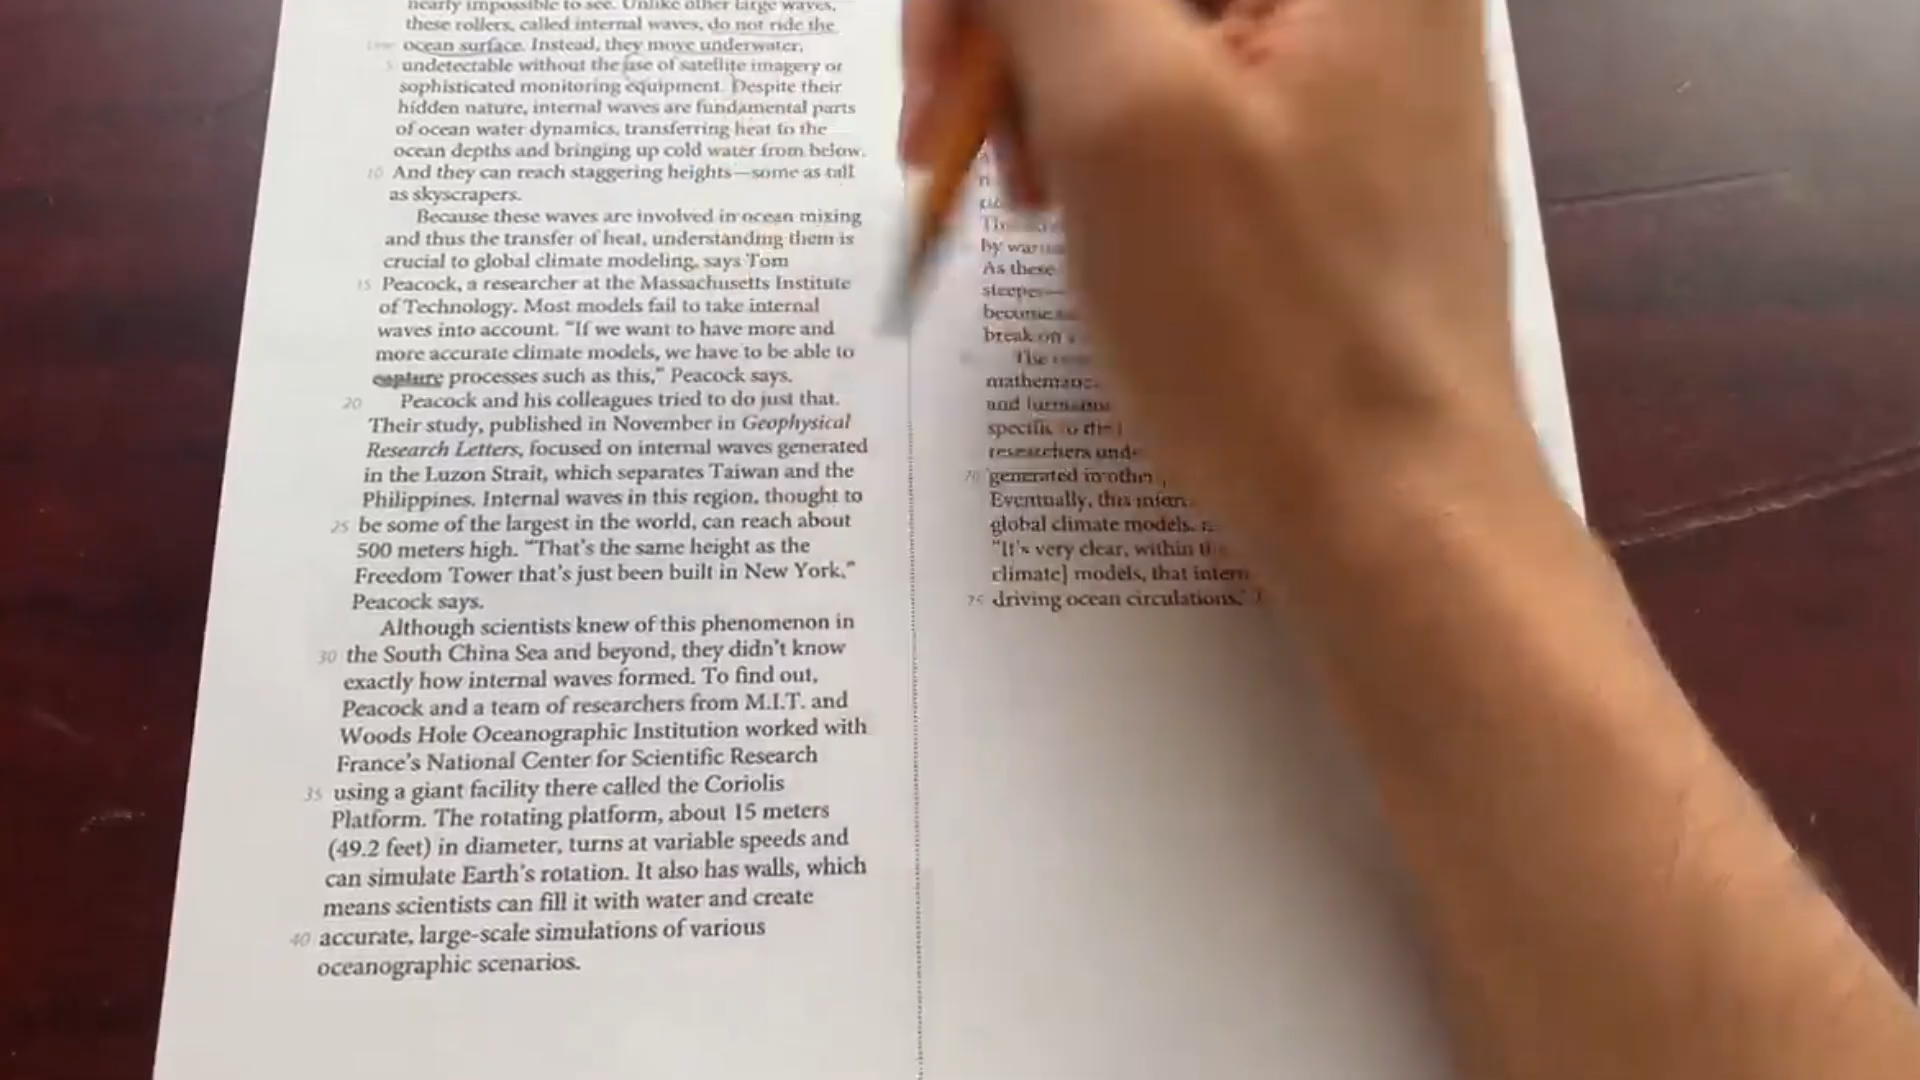 nearly impossible to see. Unlike other large waves,
these rollers, called internal waves, do not ride the
ocean surface. Instead, they move underwater,
5 undetectable without the use of satellite imagery or
sophisticated monitoring equipment. Despite their
hidden nature, internal waves are fundamental parts
of ocean water dynamics, transferring heat to the
ocean depths and bringing up cold water from below.
10 And they can reach staggering heights—some as tall
as skyscrapers.
Because these waves are involved in ocean mixing
and thus the transfer of heat, understanding them is
crucial to global climate modeling, says Tom
15 Peacock, a researcher at the Massachusetts Institute
of Technology. Most models fail to take internal
waves into account. “If we want to have more and
more accurate climate models, we have to be able to
capture processes such as this,” Peacock says.
20 Peacock and his colleagues tried to do just that.
Their study, published in November in Geophysical
Research Letters, focused on internal waves generated
in the Luzon Strait, which separates Taiwan and the
Philippines. Internal waves in this region, thought to
25 be some of the largest in the world, can reach about
500 meters high. “That’s the same height as the
Freedom Tower that’s just been built in New York,”
Peacock says.
Although scientists knew of this phenomenon in
30 the South China Sea and beyond, they didn’t know
exactly how internal waves formed. To find out,
Peacock and a team of researchers from M.I.T. and
Woods Hole Oceanographic Institution worked with
France’s National Center for Scientific Research
35 using a giant facility there called the Coriolis
Platform. The rotating platform, about 15 meters
(49.2 feet) in diameter, turns at variable speeds and
can simulate Earth’s rotation. It also has walls, which
means scientists can fill it with water and create
40 accurate, large-scale simulations of various
oceanographic scenarios.
by
As these
become
break on
The
and
specific
researchers
70 generated in
Eventually, this
global climate models,
“It’s very clear, within
climate] models, that
75 driving ocean circulations.”